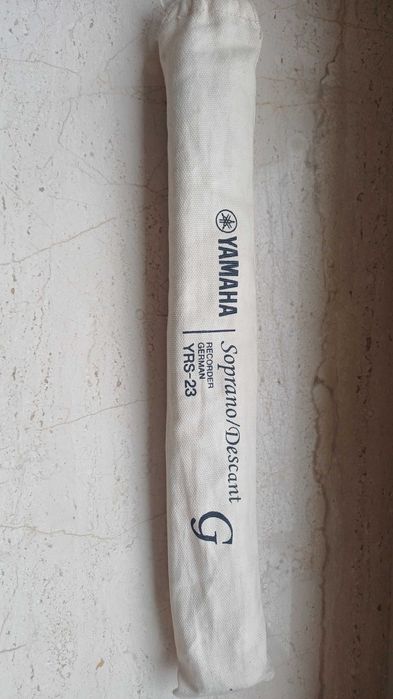 YAMAHA
Soprano/Descant
RECORDER
GERMAN
YRS-23
G